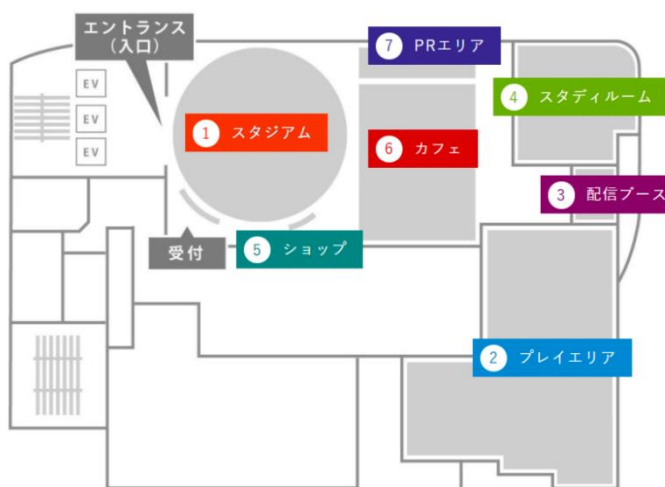 エントランス
(入口)
7 PRエリア
EV
EV
EV
4 スタディルーム
1 スタジアム
6 カフェ
3 配信ブース
受付
5 ショップ
2 プレイエリア